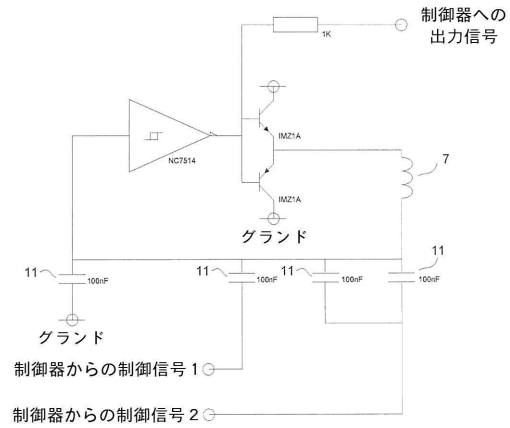 制御器への
出力信号
1K
IMZ1A
NC7514
7
IMZ1A
グランド
11
11
11
11
100nF
100nF
100nF
100nF
グランド
制御器からの制御信号1
制御器からの制御信号2